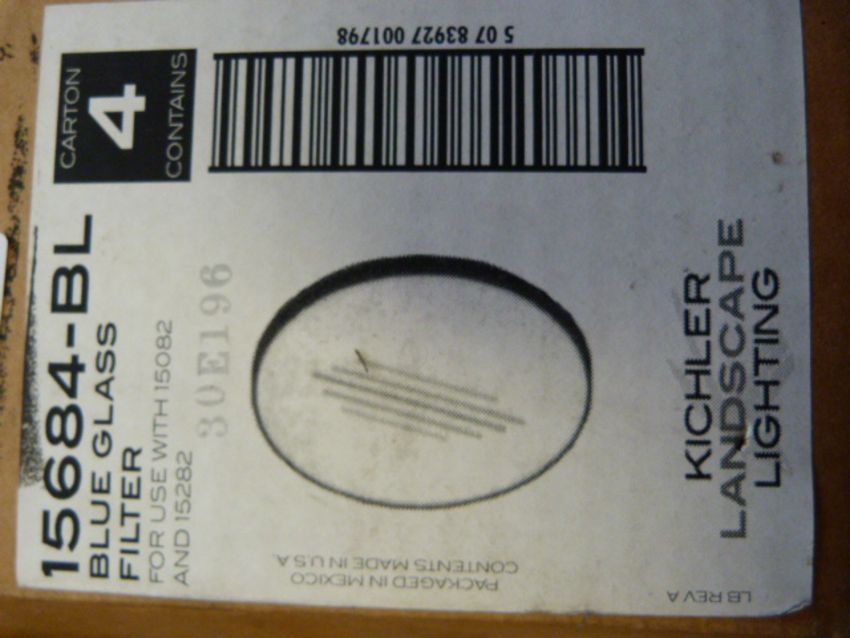 15684-BL
BLUE GLASS
FILTER
FOR USE WITH 15082
AND 15282
CARTON
4
CONTAINS
30E196
5 07 83927 001798
KICHLER
LANDSCAPE
LIGHTING
PACKAGED IN MEXICO
CONTENTS MADE IN U.S.A.
LB REV A